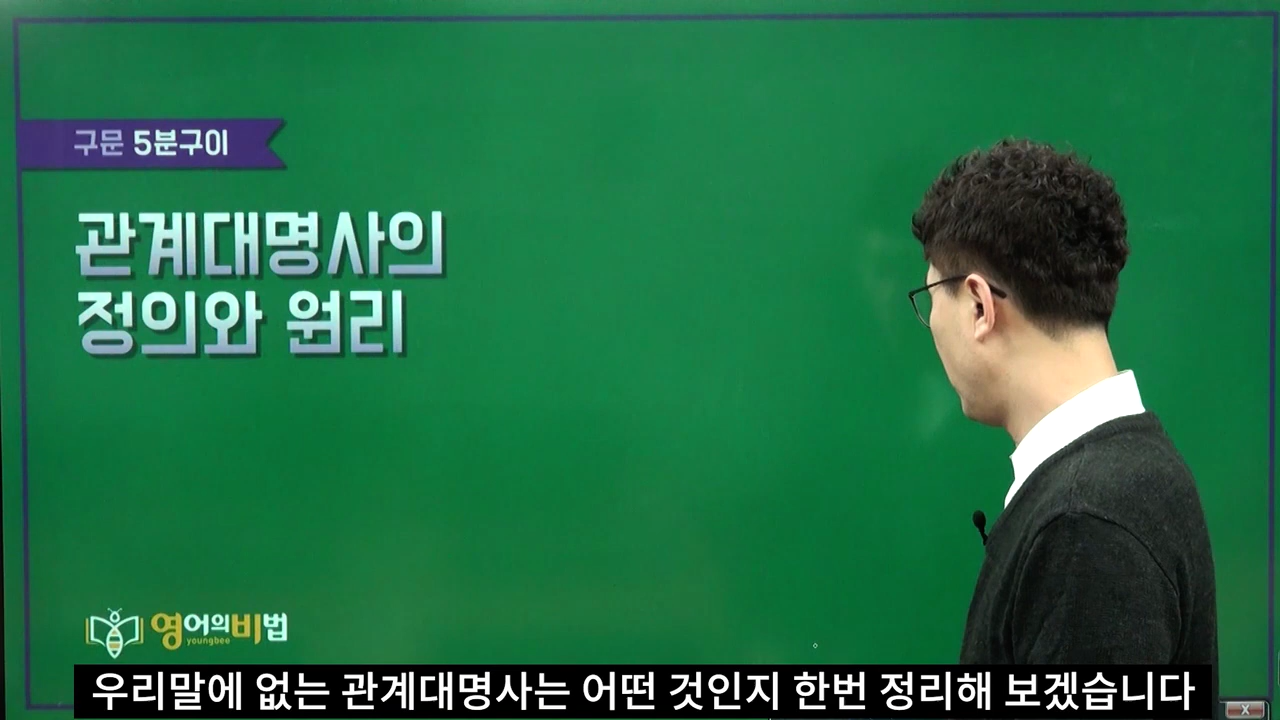 구문 5분구이
관계대명사의
정의와 원리
영어의비법
youngbee
우리말에 없는 관계대명사는 어떤 것인지 한번 정리해 보겠습니다
X